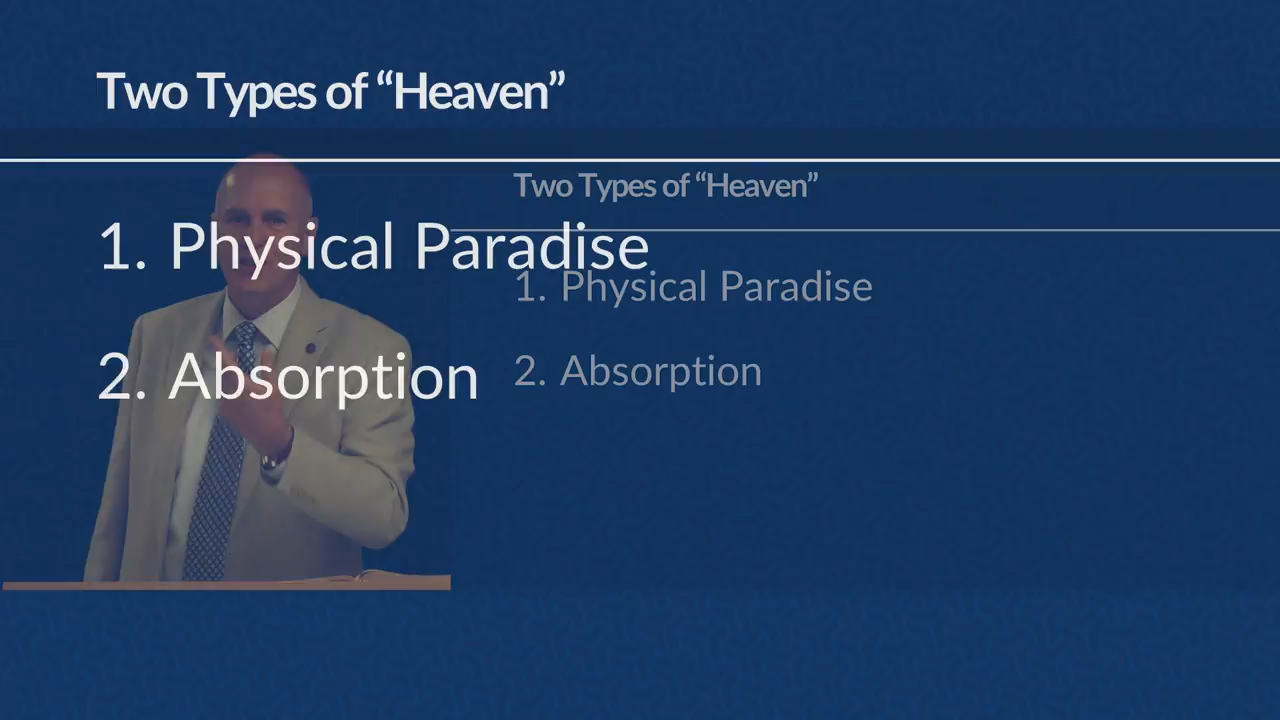 Two Types of “Heaven”
1. Physical Paradise
2. Absorption
Two Types of “Heaven”
1. Physical Paradise
2. Absorption